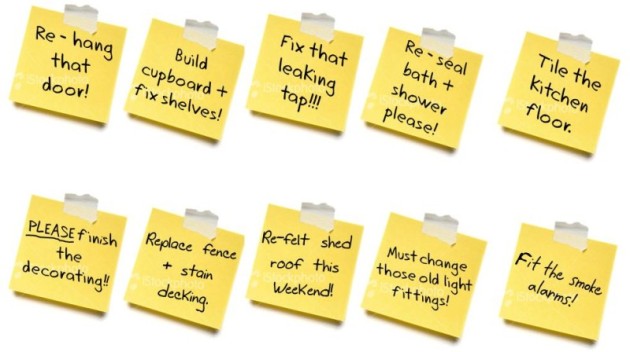 Re-hang
that
door!
Build
cupboard +
fix shelves!
Fix that
leaking
tap!!!
Re-seal
bath +
shower
please!
Tile the
kitchen
floor.
PLEASE finish
the
decorating!!
Replace fence
+ stain
decking.
Re-felt shed
roof this
Weekend!
Must change
those old light
fittings!
Fit the smoke
alarms!